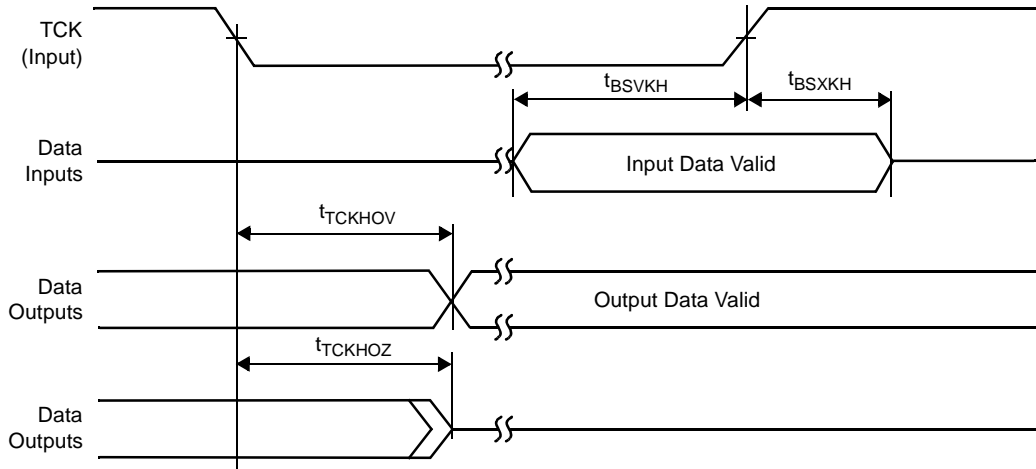 TCK
(Input)
tBSVKH
tBSXKH
Data
Inputs
Input Data Valid
tTCKHOV
Data
Outputs
Output Data Valid
tTCKHOZ
Data
Outputs